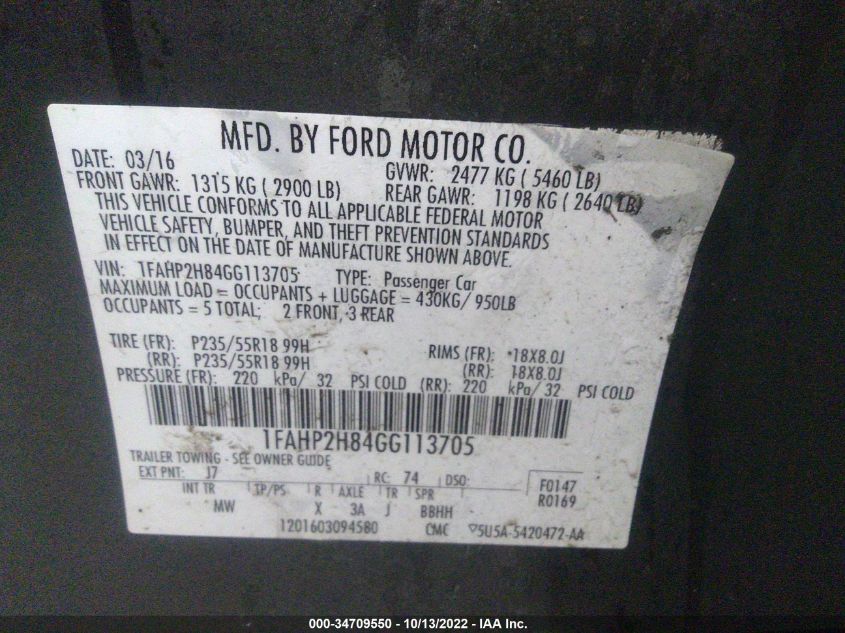 MFD. BY FORD MOTOR CO.
DATE: 03/16 GVWR: 2477 KG ( 5460 LB)
FRONT GAWR: 1315 KG ( 2900 LB) REAR GAWR: 1198 KG ( 2640 LB)
THIS VEHICLE CONFORMS TO ALL APPLICABLE FEDERAL MOTOR
VEHICLE SAFETY, BUMPER, AND THEFT PREVENTION STANDARDS
IN EFFECT ON THE DATE OF MANUFACTURE SHOWN ABOVE.
VIN: 1FAHP2H84GG113705 TYPE: Passenger Car
MAXIMUM LOAD = OCCUPANTS + LUGGAGE = 430KG/ 950LB
OCCUPANTS = 5 TOTAL; 2 FRONT, 3 REAR
TIRE (FR): P235/55R18 99H RIMS (FR): 18X8.0J
(RR): P235/55R18 99H (RR): 18X8.0J
PRESSURE (FR): 220 kPa/ 32 PSI COLD (RR): 220 kPa/ 32 PSI COLD
1FAHP2H84GG113705
TRAILER TOWING - SEE OWNER GUIDE
EXT PNT: J7 RC: 74 DSO: F0147
INT TR TP/PS R AXLE TR SPR R0169
MW X 3A J BBHH
1201603094580 CMC 5U5A-5420472-AA
000-34709550 - 10/13/2022 - IAA Inc.